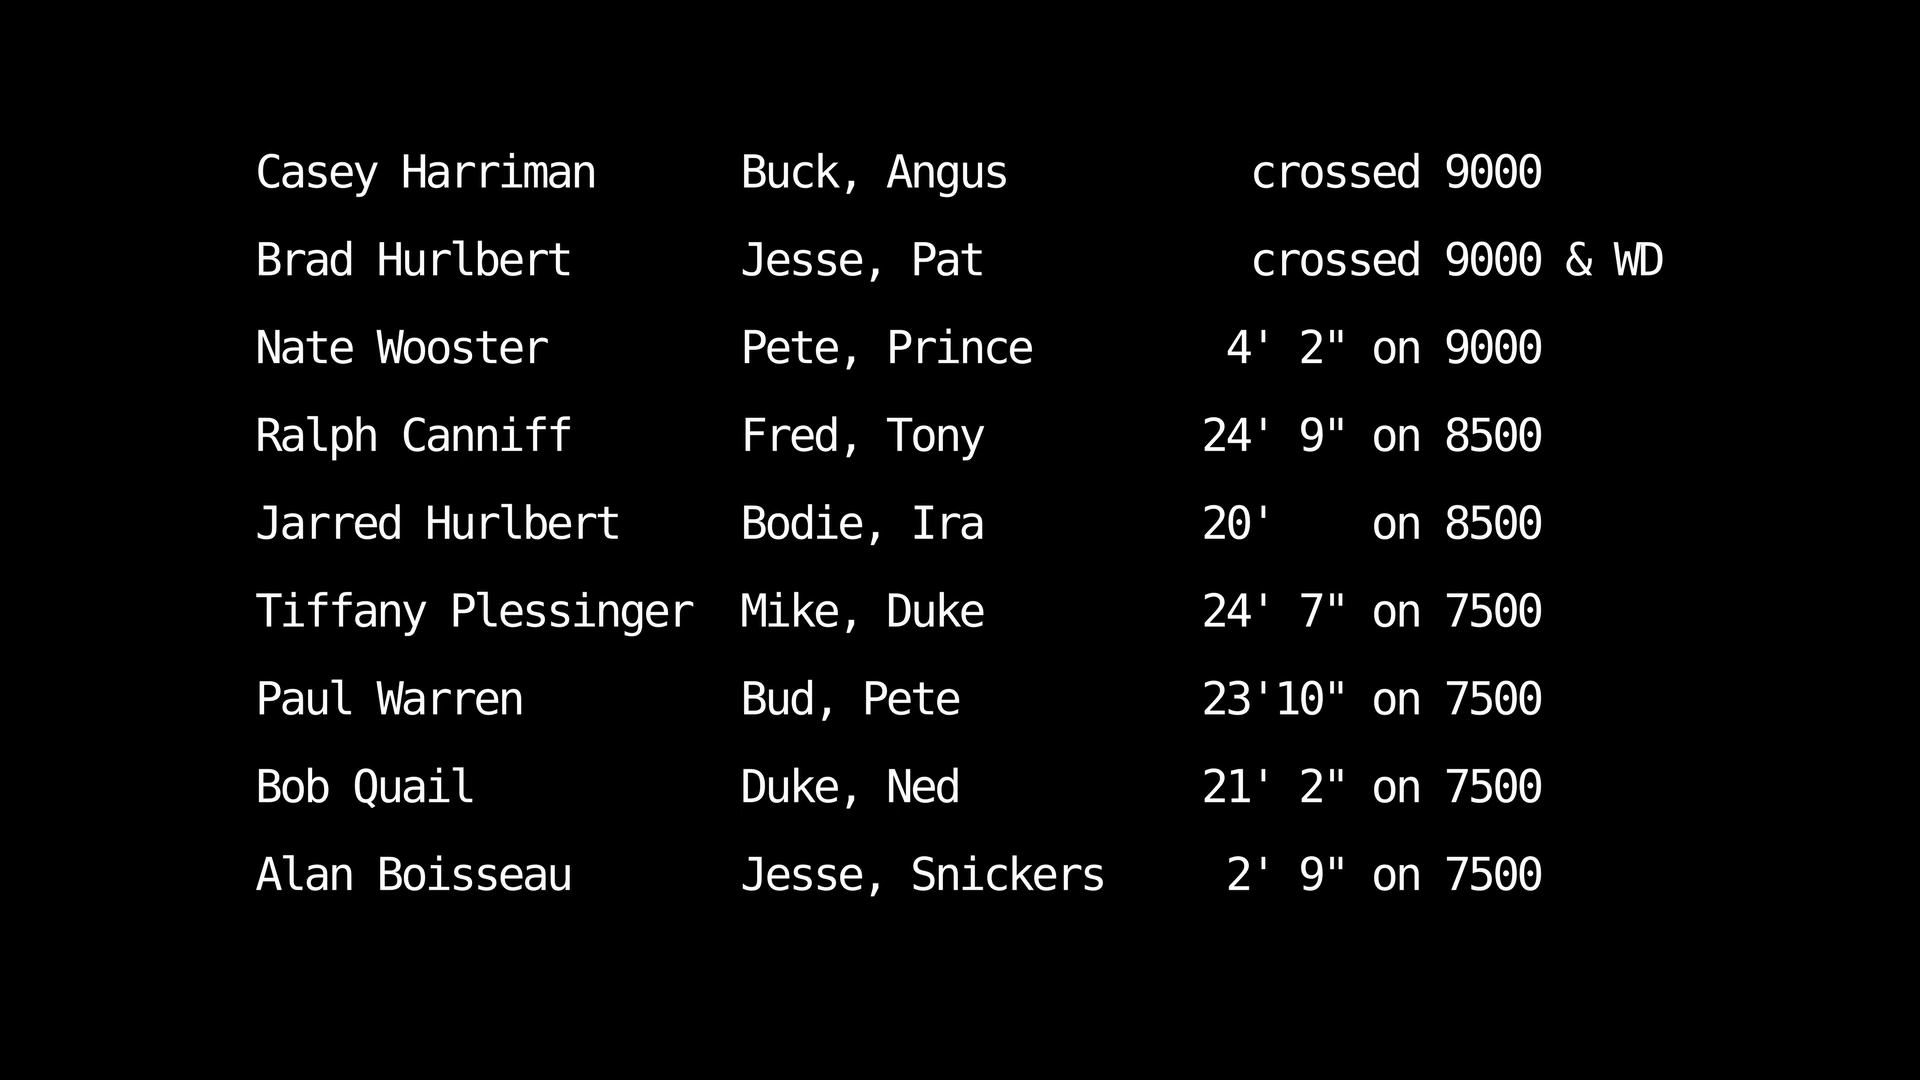 Casey Harriman Buck, Angus crossed 9000
Brad Hurlbert Jesse, Pat crossed 9000 & WD
Nate Wooster Pete, Prince 4' 2" on 9000
Ralph Canniff Fred, Tony 24' 9" on 8500
Jarred Hurlbert Bodie, Ira 20' on 8500
Tiffany Plessinger Mike, Duke 24' 7" on 7500
Paul Warren Bud, Pete 23'10" on 7500
Bob Quail Duke, Ned 21' 2" on 7500
Alan Boisseau Jesse, Snickers 2' 9" on 7500